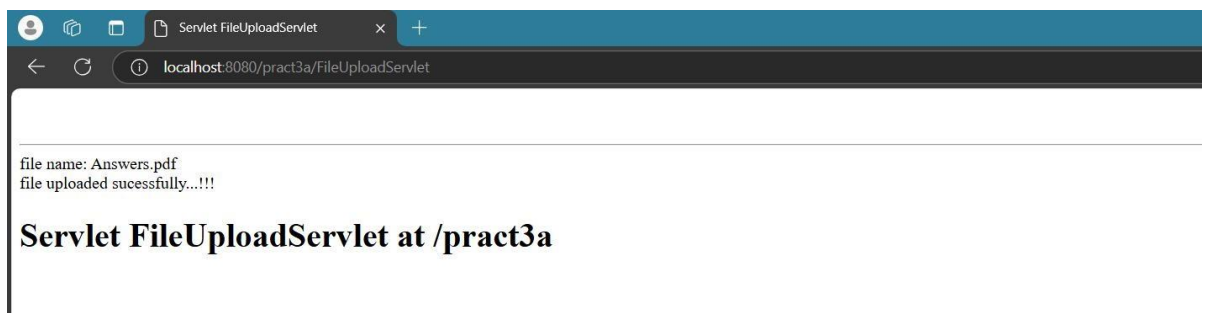 Servlet FileUploadServlet
localhost:8080/pract3a/FileUploadServlet
file name: Answers.pdf
file uploaded sucessfully...!!!
Servlet FileUploadServlet at /pract3a